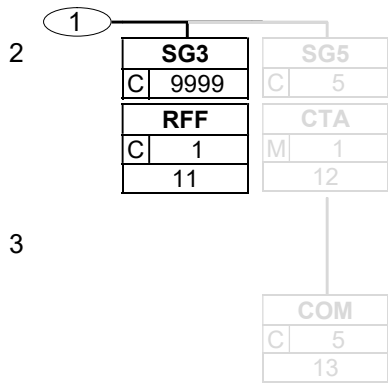 1
2 SG3 SG5
C 9999 C 5
RFF CTA
C 1 M 1
11 12
3
COM
C 5
13